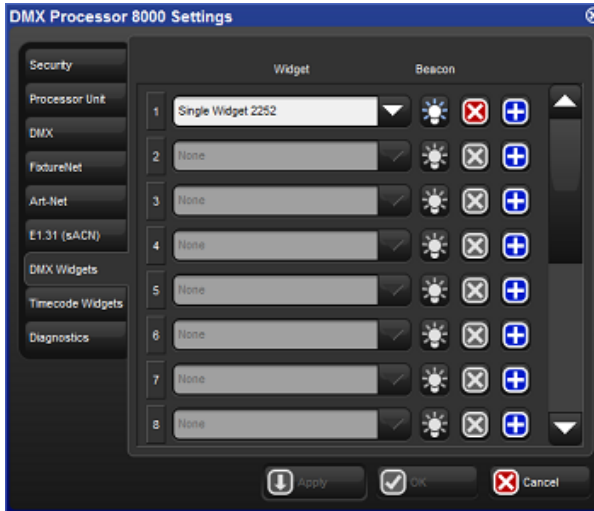 DMX Processor 8000 Settings
Security
Processor Unit
DMX
FixtureNet
Art-Net
E1.31 (sACN)
DMX Widgets
Timecode Widgets
Diagnostics
Widget Beacon
1 Single Widget 2252
2 None
3 None
4 None
5 None
6 None
7 None
8 None
Apply OK Cancel